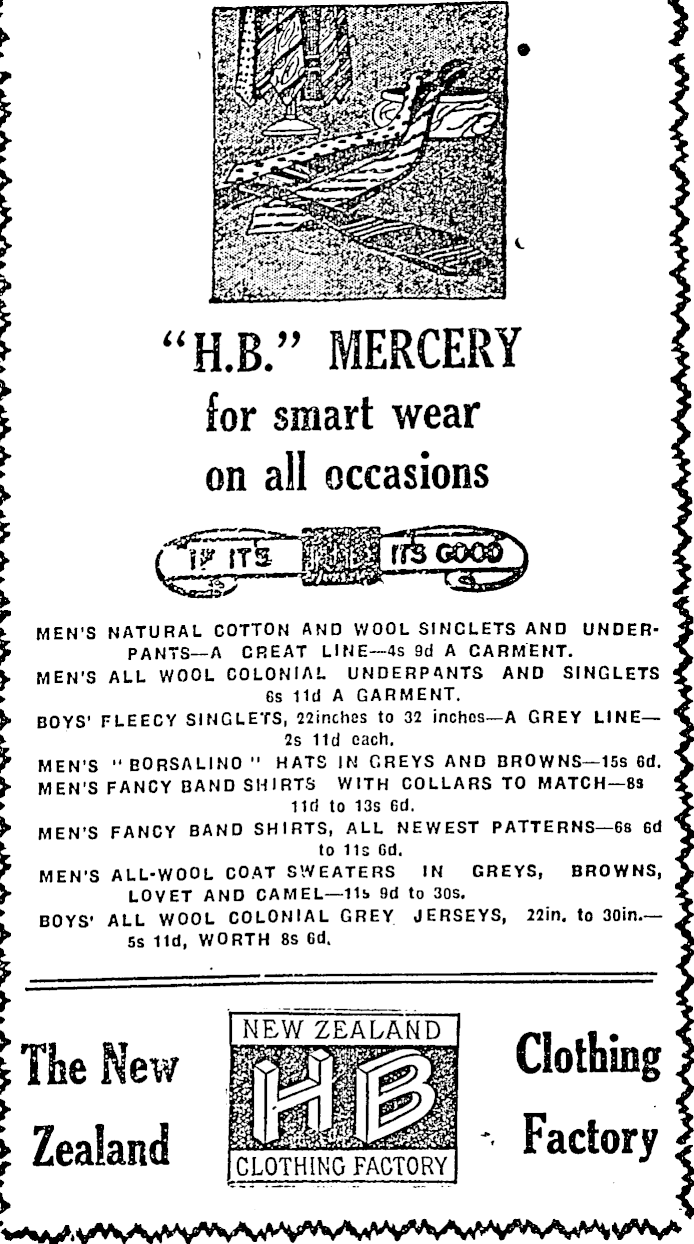 “H.B.” MERCERY
for smart wear
on all occasions
IF ITS ITS GOOD
MEN'S NATURAL COTTON AND WOOL SINGLETS AND UNDER-
PANTS—A GREAT LINE—4s 9d A GARMENT.
MEN'S ALL WOOL COLONIAL UNDERPANTS AND SINGLETS
6s 11d A GARMENT.
BOYS' FLEECY SINGLETS, 22inches to 32 inches—A GREY LINE—
2s 11d each.
MEN'S "BORSALINO" HATS IN GREYS AND BROWNS—15s 6d.
MEN'S FANCY BAND SHIRTS WITH COLLARS TO MATCH—8s
11d to 13s 6d.
MEN'S FANCY BAND SHIRTS, ALL NEWEST PATTERNS—6s 6d
to 11s 6d.
MEN'S ALL-WOOL COAT SWEATERS IN GREYS, BROWNS,
LOVET AND CAMEL—11s 9d to 30s.
BOYS' ALL WOOL COLONIAL GREY JERSEYS, 22in. to 30in.—
5s 11d, WORTH 8s 6d.
The New
Zealand
NEW ZEALAND
HB
CLOTHING FACTORY
Clothing
Factory